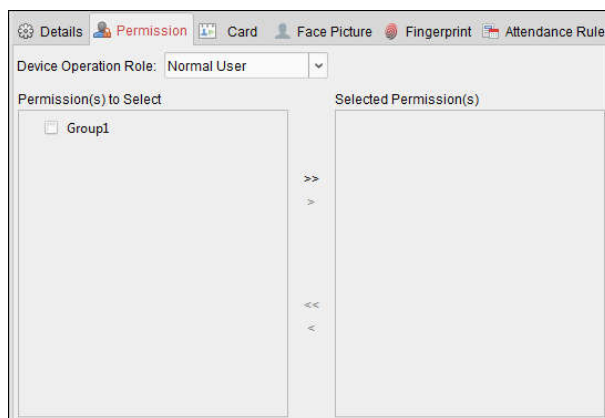 Details Permission Card Face Picture Fingerprint Attendance Rule
Device Operation Role: Normal User
Permission(s) to Select Selected Permission(s)
Group1
>>
>
<<
<